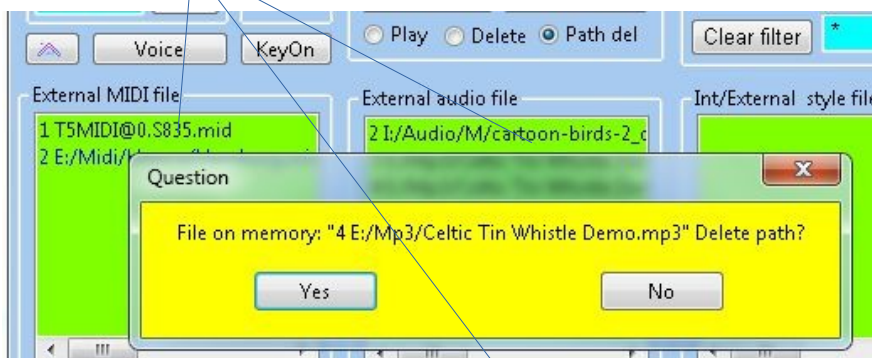 Play Delete Path del
Clear filter *
Voice KeyOn
External MIDI file
External audio file
Int/External style file
1 T5MIDI@0.S835.mid
2 E:/Midi/
2 I:/Audio/M/cartoon-birds-2_
Question
File on memory: "4 E:/Mp3/Celtic Tin Whistle Demo.mp3" Delete path?
Yes No